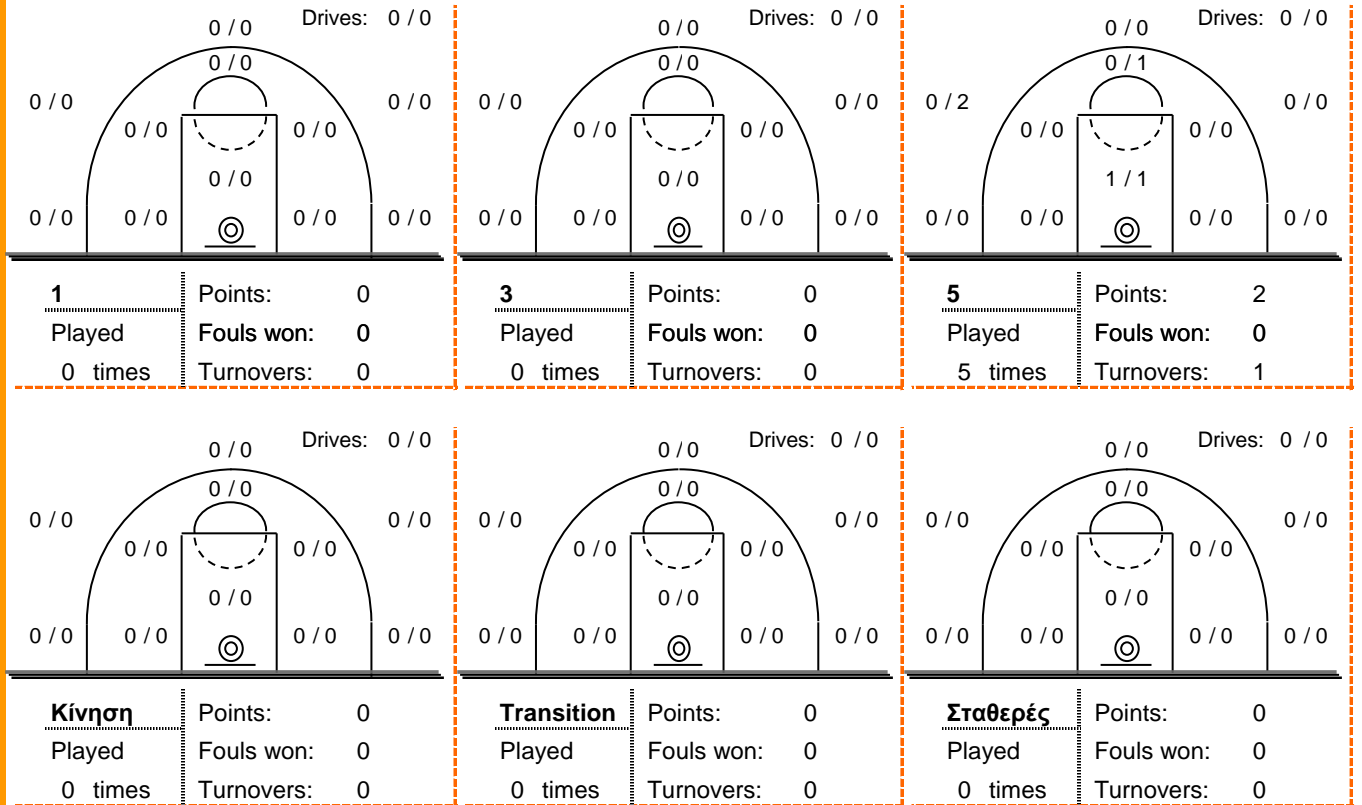 Drives: 0 / 0
0 / 0
0 / 0
0 / 0
0 / 0
0 / 0
0 / 0
0 / 0
0 / 0
0 / 0
0 / 0
0 / 0
1
Played
0 times
Points: 0
Fouls won: 0
Turnovers: 0
Drives: 0 / 0
0 / 0
0 / 0
0 / 0
0 / 0
0 / 0
0 / 0
0 / 0
0 / 0
0 / 0
0 / 0
0 / 0
3
Played
0 times
Points: 0
Fouls won: 0
Turnovers: 0
Drives: 0 / 0
0 / 0
0 / 1
0 / 2
0 / 0
0 / 0
0 / 0
1 / 1
0 / 0
0 / 0
0 / 0
0 / 0
5
Played
5 times
Points: 2
Fouls won: 0
Turnovers: 1
Drives: 0 / 0
0 / 0
0 / 0
0 / 0
0 / 0
0 / 0
0 / 0
0 / 0
0 / 0
0 / 0
0 / 0
0 / 0
Κίνηση
Played
0 times
Points: 0
Fouls won: 0
Turnovers: 0
Drives: 0 / 0
0 / 0
0 / 0
0 / 0
0 / 0
0 / 0
0 / 0
0 / 0
0 / 0
0 / 0
0 / 0
0 / 0
Transition
Played
0 times
Points: 0
Fouls won: 0
Turnovers: 0
Drives: 0 / 0
0 / 0
0 / 0
0 / 0
0 / 0
0 / 0
0 / 0
0 / 0
0 / 0
0 / 0
0 / 0
0 / 0
Σταθερές
Played
0 times
Points: 0
Fouls won: 0
Turnovers: 0